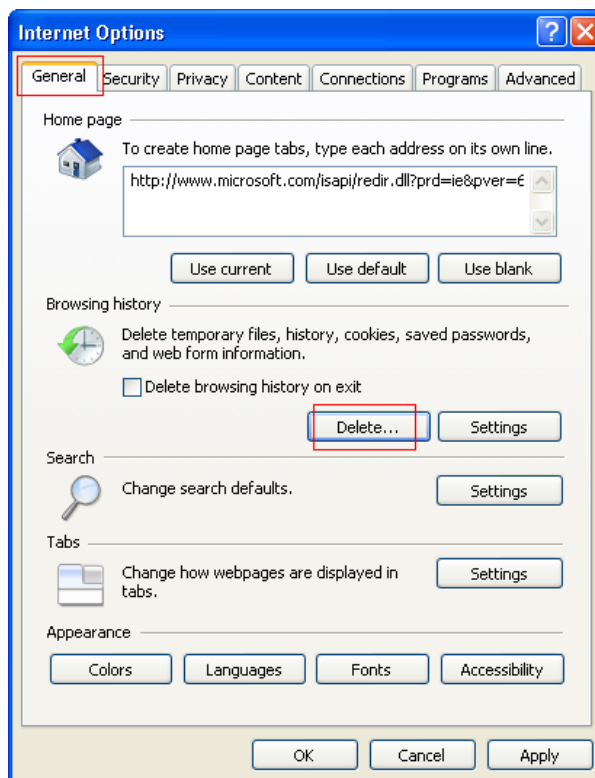 Internet Options
General Security Privacy Content Connections Programs Advanced
Home page
To create home page tabs, type each address on its own line.
http://www.microsoft.com/isapi/redir.dll?prd=ie&pver=6
Use current Use default Use blank
Browsing history
Delete temporary files, history, cookies, saved passwords,
and web form information.
Delete browsing history on exit
Delete... Settings
Search
Change search defaults.
Settings
Tabs
Change how webpages are displayed in
tabs.
Settings
Appearance
Colors Languages Fonts Accessibility
OK Cancel Apply